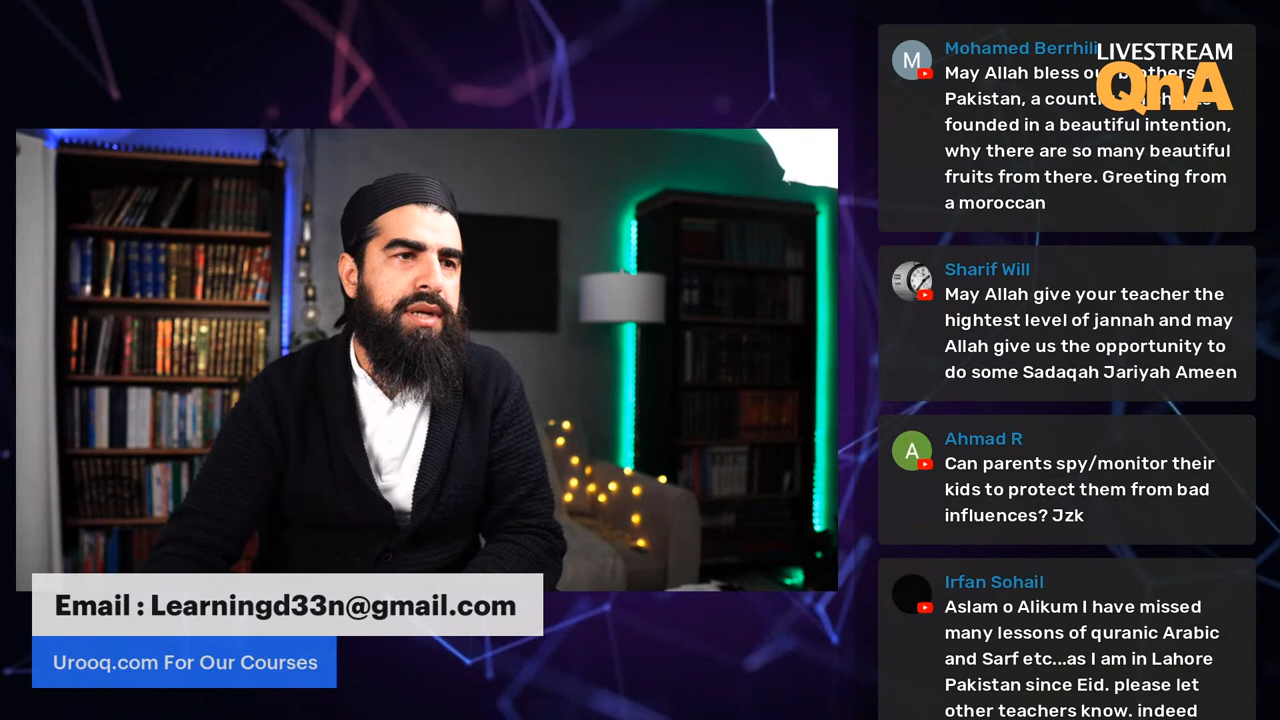 LIVESTREAM
QnA
Mohamed Berrhili
May Allah bless
Pakistan, a
founded in a beautiful intention,
why there are so many beautiful
fruits from there. Greeting from
a moroccan
Sharif Will
May Allah give your teacher the
hightest level of jannah and may
Allah give us the opportunity to
do some Sadaqah Jariyah Ameen
A
Ahmad R
Can parents spy/monitor their
kids to protect them from bad
influences? Jzk
Irfan Sohail
Aslam o Alikum I have missed
many lessons of quranic Arabic
and Sarf etc...as I am in Lahore
Pakistan since Eid. please let
other teachers know. indeed
M
Email : Learningd33n@gmail.com
Urooq.com For Our Courses